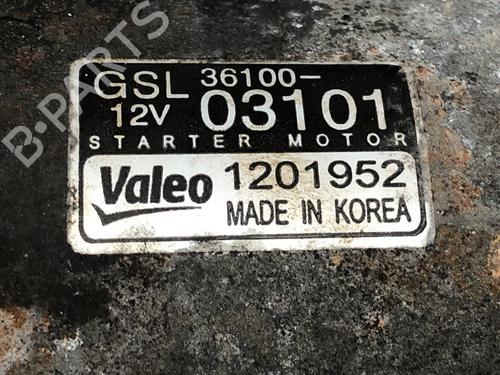 B-PARTS
GSL 36100-
12V 03101
STARTER MOTOR
Valeo 1201952
MADE IN KOREA